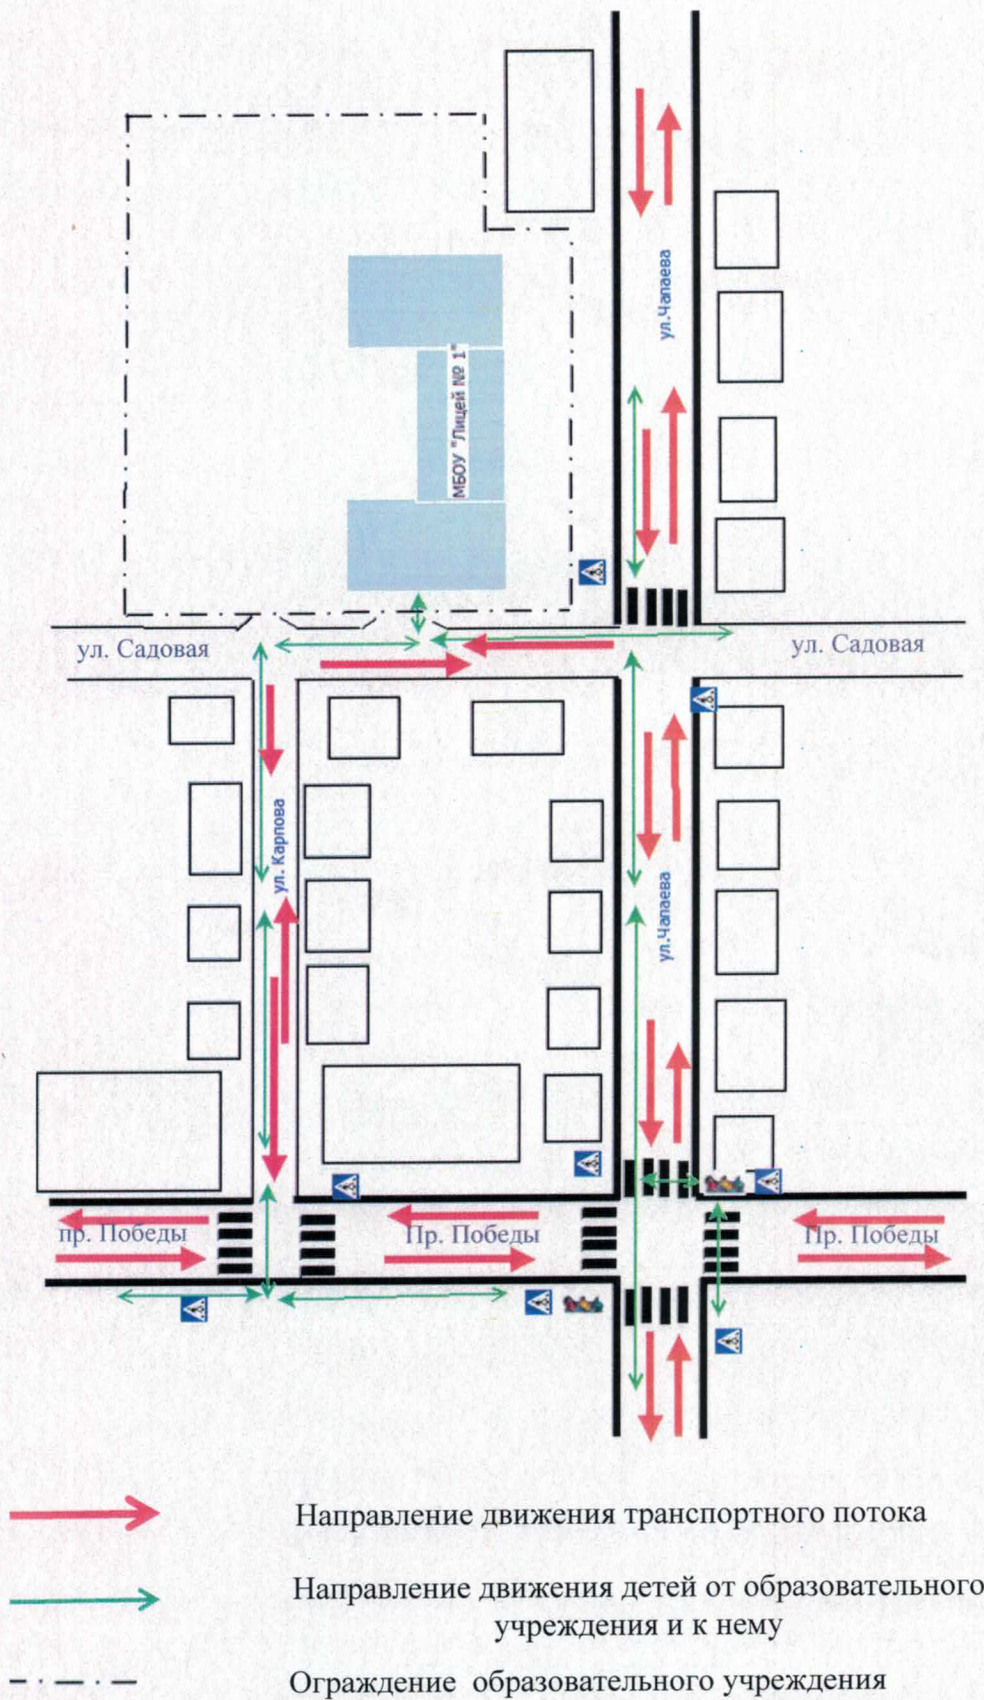 ул.Чапаева
МБОУ "Лицей № 1"
ул. Садовая
ул. Садовая
ул. Карпова
ул.Чапаева
пр. Победы
Пр. Победы
Пр. Победы
Направление движения транспортного потока
Направление движения детей от образовательного
учреждения и к нему
Ограждение образовательного учреждения